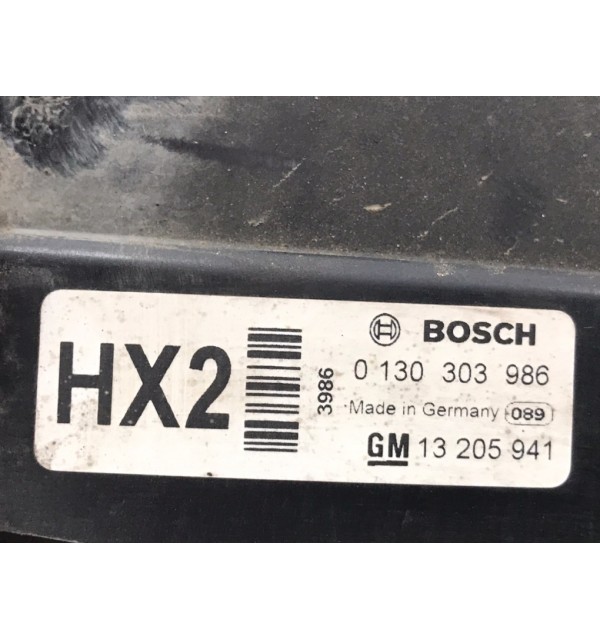 HX2
3986
BOSCH
0 130 303 986
Made in Germany 089
GM 13 205 941